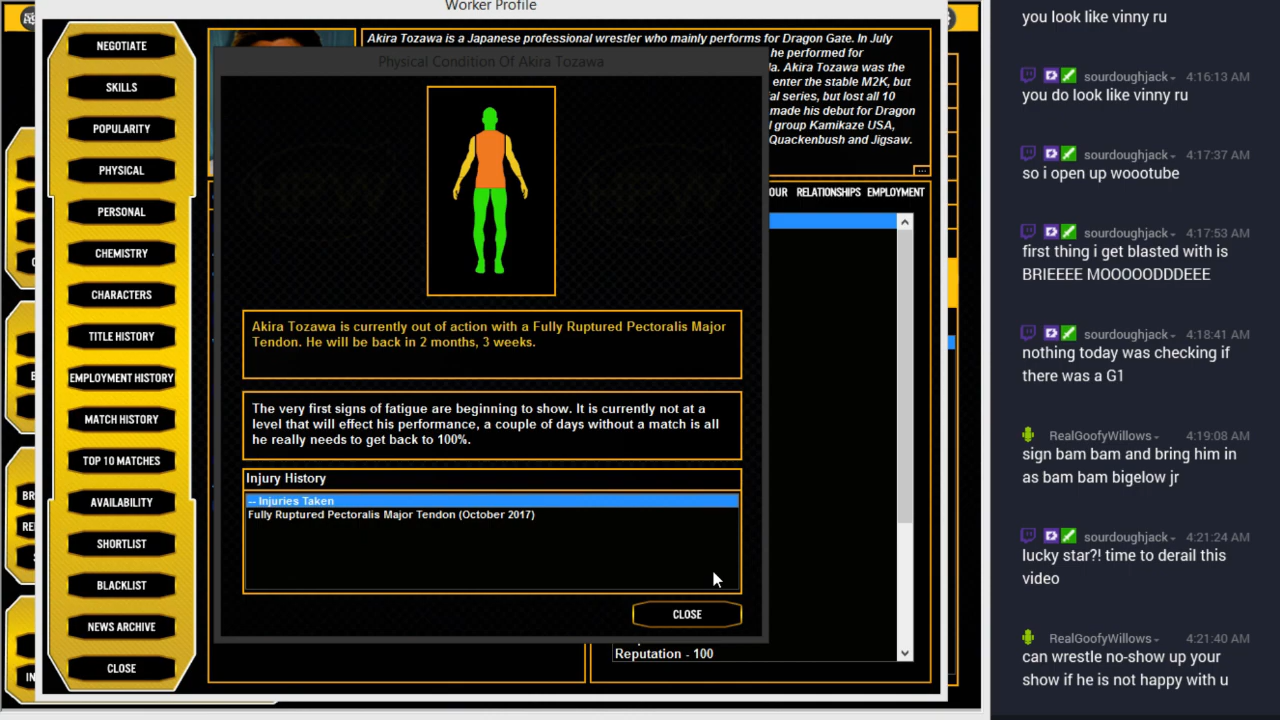 Worker Profile
NEGOTIATE
SKILLS
POPULARITY
PHYSICAL
PERSONAL
CHEMISTRY
CHARACTERS
TITLE HISTORY
EMPLOYMENT HISTORY
MATCH HISTORY
TOP 10 MATCHES
AVAILABILITY
SHORTLIST
BLACKLIST
NEWS ARCHIVE
CLOSE
Akira Tozawa is a Japanese professional wrestler who mainly performs for Dragon Gate. In July
he performed for
a. Akira Tozawa was the
enter the stable M2K, but
al series, but lost all 10
made his debut for Dragon
l group Kamikaze USA,
Quackenbush and Jigsaw.
...
OUR RELATIONSHIPS EMPLOYMENT
Physical Condition Of Akira Tozawa
Akira Tozawa is currently out of action with a Fully Ruptured Pectoralis Major
Tendon. He will be back in 2 months, 3 weeks.
The very first signs of fatigue are beginning to show. It is currently not at a
level that will effect his performance, a couple of days without a match is all
he really needs to get back to 100%.
Injury History
-- Injuries Taken
Fully Ruptured Pectoralis Major Tendon (October 2017)
CLOSE
Reputation - 100
you look like vinny ru
sourdoughjack 4:16:13 AM
you do look like vinny ru
sourdoughjack 4:17:37 AM
so i open up woootube
sourdoughjack 4:17:53 AM
first thing i get blasted with is
BRIEEEE MOOOOODDDEEE
sourdoughjack 4:18:41 AM
nothing today was checking if
there was a G1
RealGoofyWillows 4:19:08 AM
sign bam bam and bring him in
as bam bam bigelow jr
sourdoughjack 4:21:24 AM
lucky star?! time to derail this
video
RealGoofyWillows 4:21:40 AM
can wrestle no-show up your
show if he is not happy with u